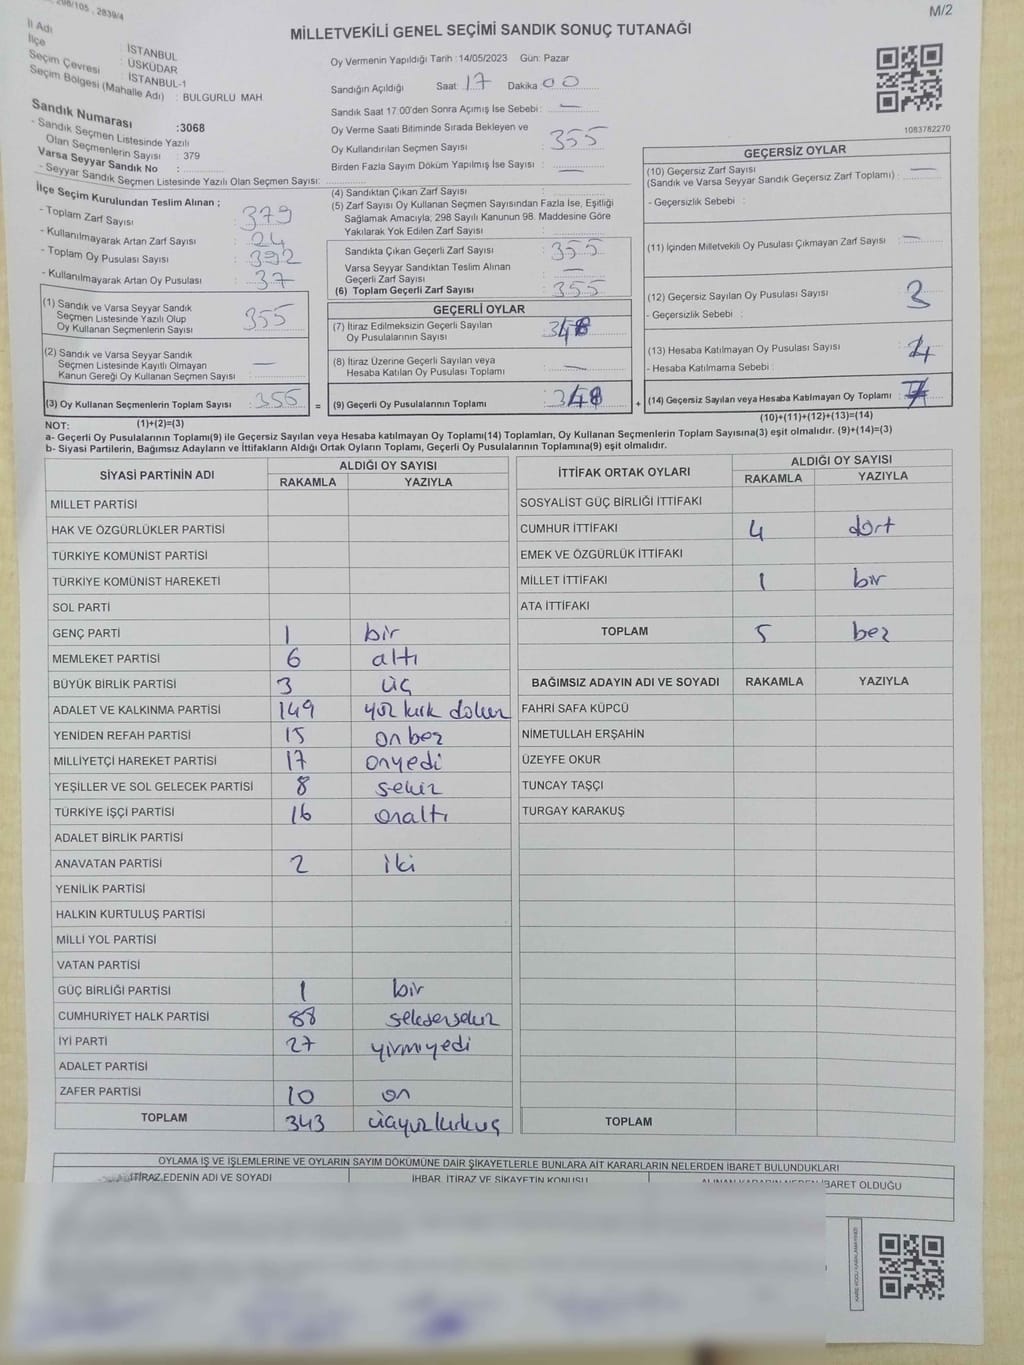 298/105, 2839/4
M/2
MİLLETVEKİLİ GENEL SEÇİMİ SANDIK SONUÇ TUTANAĞI
İl Adı : İSTANBUL
İlçe : ÜSKÜDAR
Seçim Çevresi : İSTANBUL-1
Seçim Bölgesi (Mahalle Adı) : BULGURLU MAH
Sandık Numarası :3068
- Sandık Seçmen Listesinde Yazılı
Olan Seçmenlerin Sayısı : 379
Varsa Seyyar Sandık No :
- Seyyar Sandık Seçmen Listesinde Yazılı Olan Seçmen Sayısı:
İlçe Seçim Kurulundan Teslim Alınan ;
- Toplam Zarf Sayısı : 379
- Kullanılmayarak Artan Zarf Sayısı : 24
- Toplam Oy Pusulası Sayısı : 392
- Kullanılmayarak Artan Oy Pusulası : 37
(1) Sandık ve Varsa Seyyar Sandık
Seçmen Listesinde Yazılı Olup
Oy Kullanan Seçmenlerin Sayısı : 355
(2) Sandık ve Varsa Seyyar Sandık
Seçmen Listesinde Kayıtlı Olmayan
Kanun Gereği Oy Kullanan Seçmen Sayısı : —
(3) Oy Kullanan Seçmenlerin Toplam Sayısı : 355 =
Oy Vermenin Yapıldığı Tarih : 14/05/2023 Gün: Pazar
Sandığın Açıldığı Saat : 17 Dakika : 00
Sandık Saat 17:00'den Sonra Açımış İse Sebebi : —
Oy Verme Saati Bitiminde Sırada Bekleyen ve
Oy Kullandırılan Seçmen Sayısı : 355
Birden Fazla Sayım Döküm Yapılmış İse Sayısı : —
(4) Sandıktan Çıkan Zarf Sayısı :
(5) Zarf Sayısı Oy Kullanan Seçmen Sayısından Fazla İse, Eşitliği
Sağlamak Amacıyla; 298 Sayılı Kanunun 98. Maddesine Göre
Yakılarak Yok Edilen Zarf Sayısı :
Sandıkta Çıkan Geçerli Zarf Sayısı : 355
Varsa Seyyar Sandıktan Teslim Alınan
Geçerli Zarf Sayısı : —
(6) Toplam Geçerli Zarf Sayısı : 355
GEÇERLİ OYLAR
(7) İtiraz Edilmeksizin Geçerli Sayılan
Oy Pusulalarının Sayısı : 348
(8) İtiraz Üzerine Geçerli Sayılan veya
Hesaba Katılan Oy Pusulası Toplamı : —
(9) Geçerli Oy Pusulalarının Toplamı : 348 +
1083782270
GEÇERSİZ OYLAR
(10) Geçersiz Zarf Sayısı
(Sandık ve Varsa Seyyar Sandık Geçersiz Zarf Toplamı) : —
- Geçersizlik Sebebi :
(11) İçinden Milletvekili Oy Pusulası Çıkmayan Zarf Sayısı : —
(12) Geçersiz Sayılan Oy Pusulası Sayısı : 3
- Geçersizlik Sebebi :
(13) Hesaba Katılmayan Oy Pusulası Sayısı : 4
- Hesaba Katılmama Sebebi :
(14) Geçersiz Sayılan veya Hesaba Katılmayan Oy Toplamı : 7
NOT: (1)+(2)=(3) (10)+(11)+(12)+(13)=(14)
a- Geçerli Oy Pusulaları Toplamı(9) ile Geçersiz Sayılan veya Hesaba katılmayan Oy Toplamı(14) Toplamları, Oy Kullanan Seçmenlerin Toplam Sayısına(3) eşit olmalıdır. (9)+(14)=(3)
b- Siyasi Partilerin, Bağımsız Adayların ve İttifakların Aldığı Ortak Oyların Toplamı, Geçerli Oy Pusulalarının Toplamına(9) eşit olmalıdır.
SİYASİ PARTİNİN ADI ALDIĞI OY SAYISI
RAKAMLA YAZIYLA
MİLLET PARTİSİ
HAK VE ÖZGÜRLÜKLER PARTİSİ
TÜRKİYE KOMÜNİST PARTİSİ
TÜRKİYE KOMÜNİST HAREKETİ
SOL PARTİ
GENÇ PARTİ 1 bir
MEMLEKET PARTİSİ 6 altı
BÜYÜK BİRLİK PARTİSİ 3 üç
ADALET VE KALKINMA PARTİSİ 149 yüz kırk dokuz
YENİDEN REFAH PARTİSİ 15 on beş
MİLLİYETÇİ HAREKET PARTİSİ 17 onyedi
YEŞİLLER VE SOL GELECEK PARTİSİ 8 sekiz
TÜRKİYE İŞÇİ PARTİSİ 16 onaltı
ADALET BİRLİK PARTİSİ
ANAVATAN PARTİSİ 2 iki
YENİLİK PARTİSİ
HALKIN KURTULUŞ PARTİSİ
MİLLİ YOL PARTİSİ
VATAN PARTİSİ
GÜÇ BİRLİĞİ PARTİSİ 1 bir
CUMHURİYET HALK PARTİSİ 88 seksensekiz
İYİ PARTİ 27 yirmiyedi
ADALET PARTİSİ
ZAFER PARTİSİ 10 on
TOPLAM 343 üçyüzkırküç
İTTİFAK ORTAK OYLARI ALDIĞI OY SAYISI
RAKAMLA YAZIYLA
SOSYALİST GÜÇ BİRLİĞİ İTTİFAKI
CUMHUR İTTİFAKI 4 dört
EMEK VE ÖZGÜRLÜK İTTİFAKI
MİLLET İTTİFAKI 1 bir
ATA İTTİFAKI
TOPLAM 5 beş
BAĞIMSIZ ADAYIN ADI VE SOYADI RAKAMLA YAZIYLA
FAHRİ SAFA KÜPCÜ
NİMETULLAH ERŞAHİN
ÜZEYFE OKUR
TUNCAY TAŞÇI
TURGAY KARAKUŞ
TOPLAM
OYLAMA İŞ VE İŞLEMLERİNE VE OYLARIN SAYIM DÖKÜMÜNE DAİR ŞİKAYETLERLE BUNLARA AİT KARARLARIN NELERDEN İBARET BULUNDUKLARI
İTİRAZ EDENİN ADI VE SOYADI İHBAR, İTİRAZ VE ŞİKAYETİN KONUSU ALINAN KARARIN NEDEN İBARET OLDUĞU